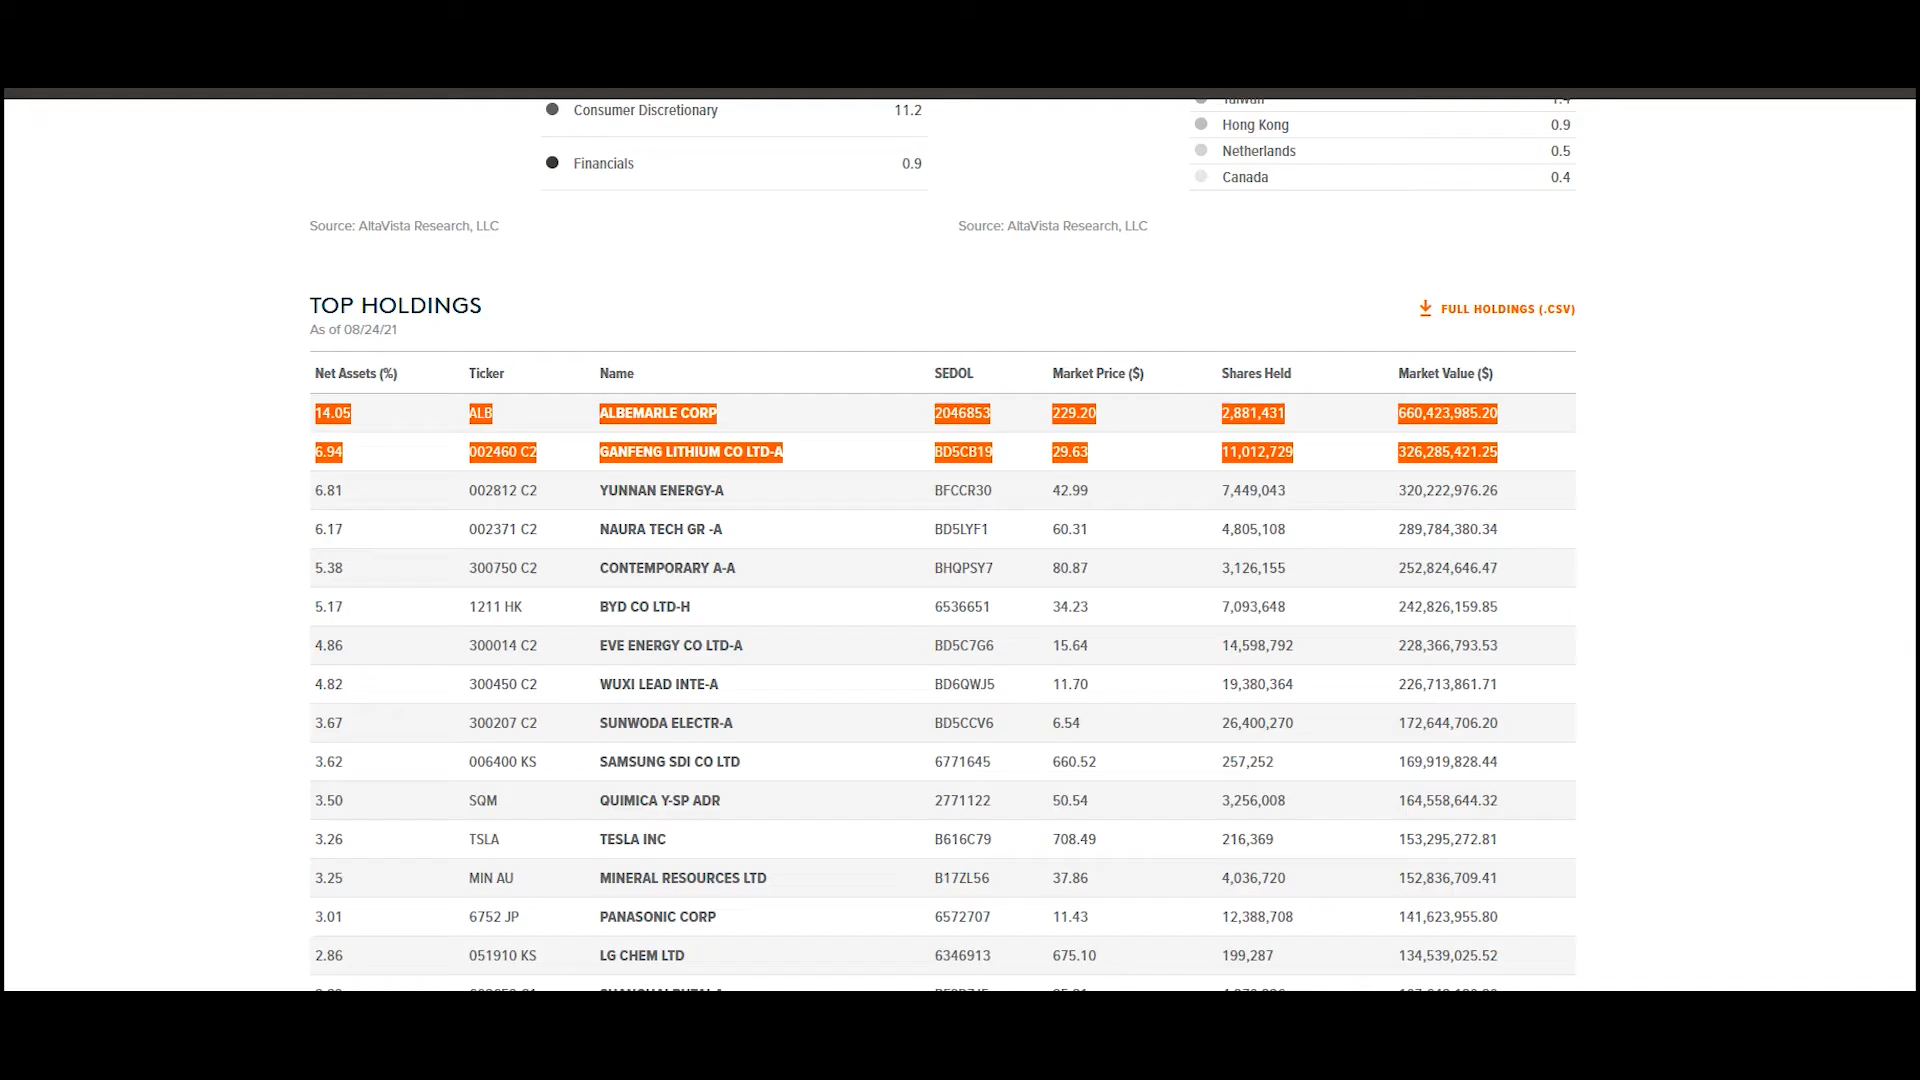 Consumer Discretionary 11.2
Financials 0.9
Taiwan 1.4
Hong Kong 0.9
Netherlands 0.5
Canada 0.4
Source: AltaVista Research, LLC
Source: AltaVista Research, LLC
TOP HOLDINGS
As of 08/24/21
FULL HOLDINGS (.CSV)
Net Assets (%) Ticker Name SEDOL Market Price ($) Shares Held Market Value ($)
14.05 ALB ALBEMARLE CORP 2046853 229.20 2,881,431 660,423,985.20
6.94 002460 C2 GANFENG LITHIUM CO LTD-A BD5CB19 29.63 11,012,729 326,285,421.25
6.81 002812 C2 YUNNAN ENERGY-A BFCCR30 42.99 7,449,043 320,222,976.26
6.17 002371 C2 NAURA TECH GR -A BD5LYF1 60.31 4,805,108 289,784,380.34
5.38 300750 C2 CONTEMPORARY A-A BHQPSY7 80.87 3,126,155 252,824,646.47
5.17 1211 HK BYD CO LTD-H 6536651 34.23 7,093,648 242,826,159.85
4.86 300014 C2 EVE ENERGY CO LTD-A BD5C7G6 15.64 14,598,792 228,366,793.53
4.82 300450 C2 WUXI LEAD INTE-A BD6QWJ5 11.70 19,380,364 226,713,861.71
3.67 300207 C2 SUNWODA ELECTR-A BD5CCV6 6.54 26,400,270 172,644,706.20
3.62 006400 KS SAMSUNG SDI CO LTD 6771645 660.52 257,252 169,919,828.44
3.50 SQM QUIMICA Y-SP ADR 2771122 50.54 3,256,008 164,558,644.32
3.26 TSLA TESLA INC B616C79 708.49 216,369 153,295,272.81
3.25 MIN AU MINERAL RESOURCES LTD B17ZL56 37.86 4,036,720 152,836,709.41
3.01 6752 JP PANASONIC CORP 6572707 11.43 12,388,708 141,623,955.80
2.86 051910 KS LG CHEM LTD 6346913 675.10 199,287 134,539,025.52